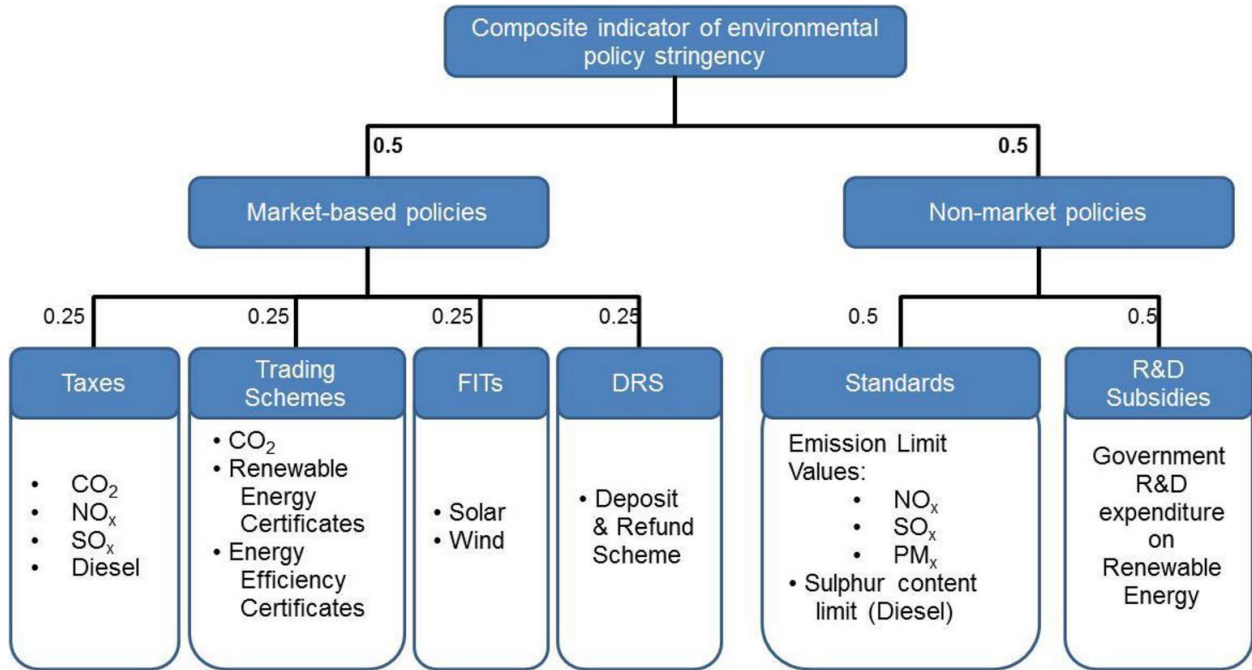 Composite indicator of environmental
policy stringency
0.5
0.5
Market-based policies
Non-market policies
0.25
0.25
0.25
0.25
0.5
0.5
Taxes
• CO₂
• NOₓ
• SOₓ
• Diesel
Trading
Schemes
• CO₂
• Renewable
Energy
Certificates
• Energy
Efficiency
Certificates
FITs
• Solar
• Wind
DRS
• Deposit
& Refund
Scheme
Standards
Emission Limit
Values:
• NOₓ
• SOₓ
• PMₓ
• Sulphur content
limit (Diesel)
R&D
Subsidies
Government
R&D
expenditure
on
Renewable
Energy